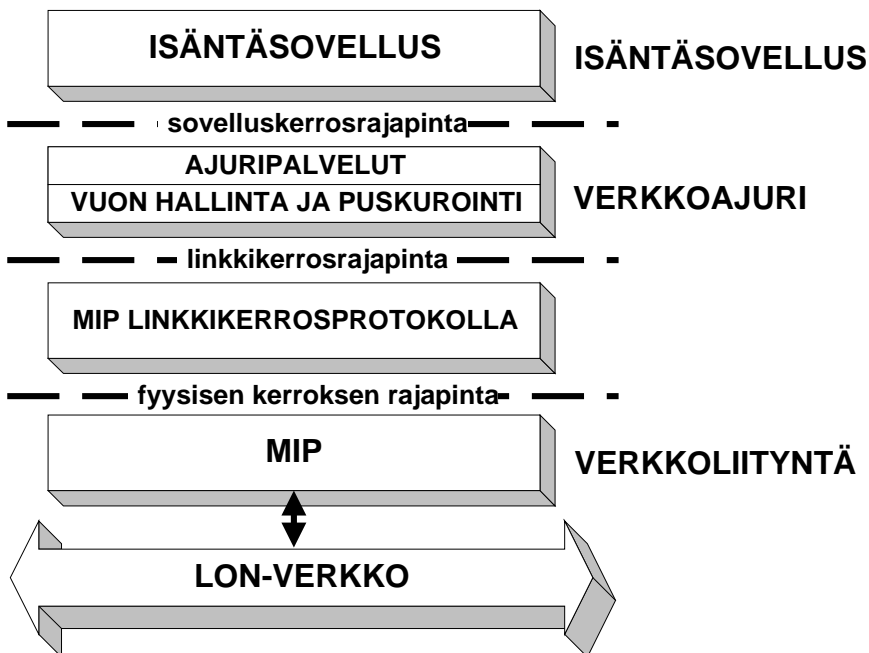 ISÄNTÄSOVELLUS
ISÄNTÄSOVELLUS
sovelluskerrosrajapinta
AJURIPALVELUT
VUON HALLINTA JA PUSKUROINTI
VERKKOAJURI
linkkikerrosrajapinta
MIP LINKKIKERROSPROTOKOLLA
fyysisen kerroksen rajapinta
MIP
VERKKOLIITYNTÄ
LON-VERKKO